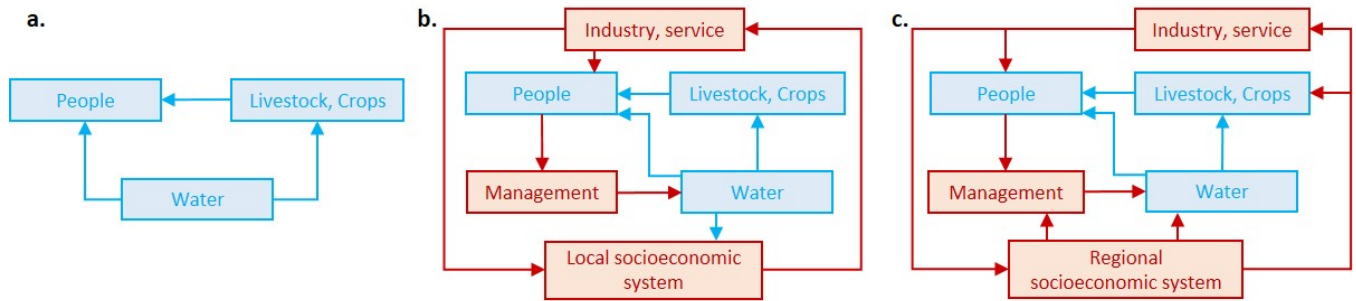 a.
People
Livestock, Crops
Water
b.
Industry, service
People
Livestock, Crops
Management
Water
Local socioeconomic
system
c.
Industry, service
People
Livestock, Crops
Management
Water
Regional
socioeconomic system